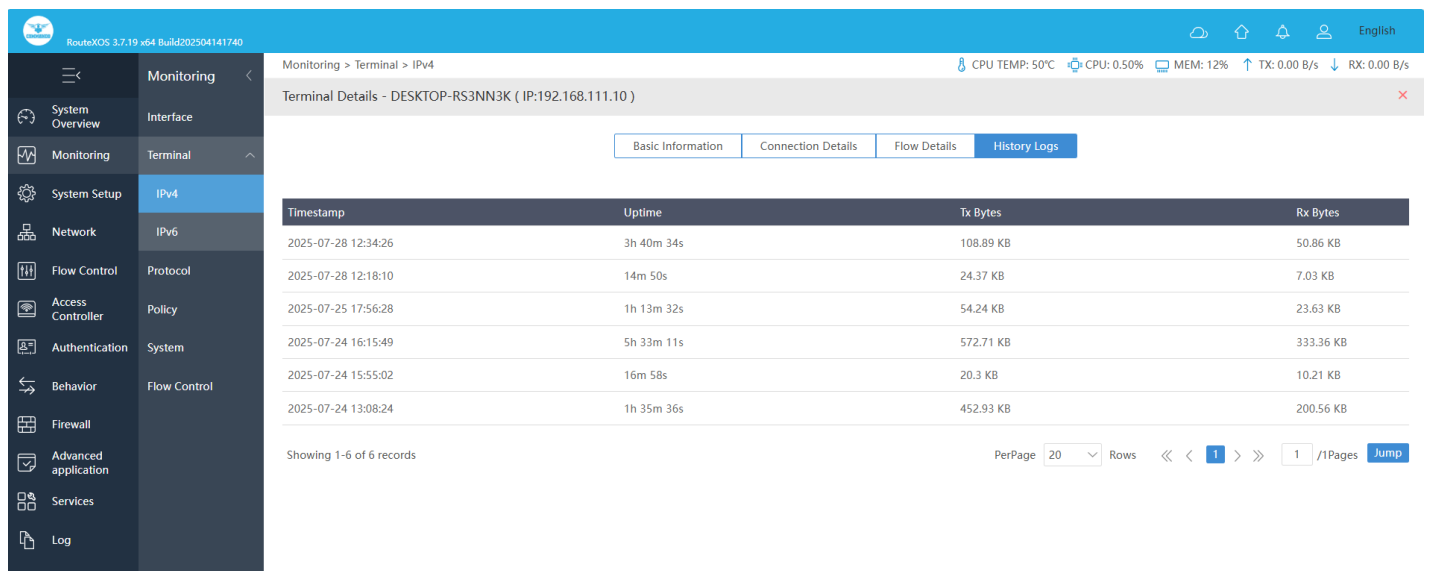 RouteXOS 3.7.19 x64 Build202504141740
English
Monitoring
System Overview
Monitoring
System Setup
Network
Flow Control
Access Controller
Authentication
Behavior
Firewall
Advanced application
Services
Log
Interface
Terminal
IPv4
IPv6
Protocol
Policy
System
Flow Control
Monitoring > Terminal > IPv4
CPU TEMP: 50℃ CPU: 0.50% MEM: 12% TX: 0.00 B/s RX: 0.00 B/s
Terminal Details - DESKTOP-RS3NN3K ( IP:192.168.111.10 )
Basic Information Connection Details Flow Details History Logs
Timestamp Uptime Tx Bytes Rx Bytes
2025-07-28 12:34:26 3h 40m 34s 108.89 KB 50.86 KB
2025-07-28 12:18:10 14m 50s 24.37 KB 7.03 KB
2025-07-25 17:56:28 1h 13m 32s 54.24 KB 23.63 KB
2025-07-24 16:15:49 5h 33m 11s 572.71 KB 333.36 KB
2025-07-24 15:55:02 16m 58s 20.3 KB 10.21 KB
2025-07-24 13:08:24 1h 35m 36s 452.93 KB 200.56 KB
Showing 1-6 of 6 records
PerPage 20 Rows 1 1 /1Pages Jump